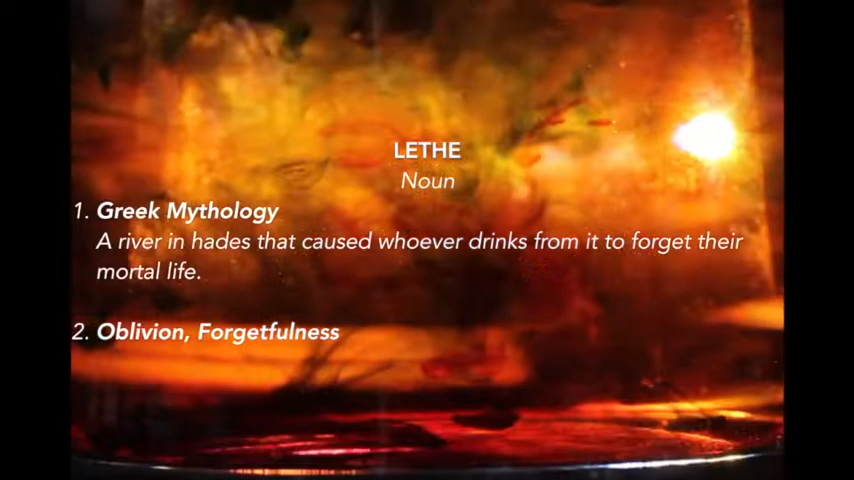 LETHE
Noun
1. Greek Mythology
A river in hades that caused whoever drinks from it to forget their
mortal life.
2. Oblivion, Forgetfulness